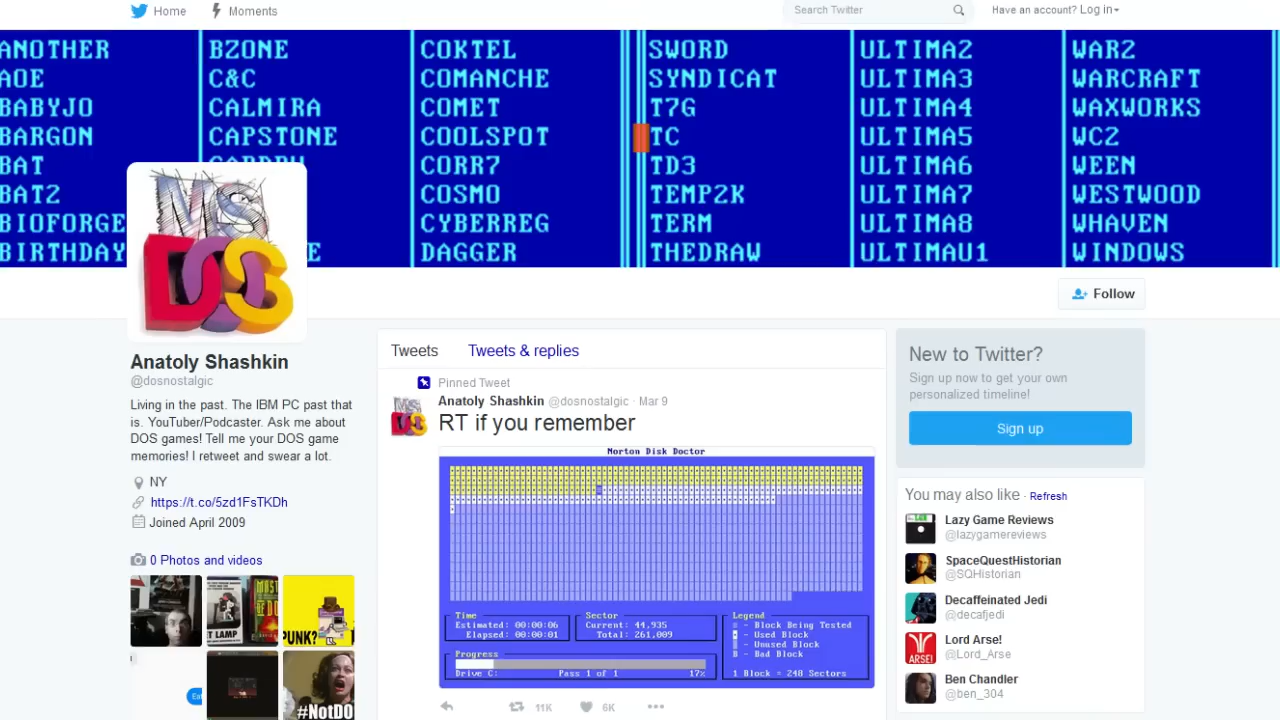 Home
Moments
Search Twitter
Have an account? Log in
ANOTHER BZONE COKTEL SWORD ULTIMA2 WAR2
AOE C&C COMANCHE SYNDICAT ULTIMA3 WARCRAFT
BABYJO CALMIRA COMET T7G ULTIMA4 WAXWORKS
BARGON CAPSTONE COOLSPOT TC ULTIMA5 WC2
BAT CORR7 TD3 ULTIMA6 WEEN
BAT2 COSMO TEMP2K ULTIMA7 WESTWOOD
BIOFORGE CYBERREG TERM ULTIMA8 WHAVEN
BIRTHDAY E DAGGER THEDRAW ULTIMAU1 WINDOWS
MS
DOS
Follow
Anatoly Shashkin
@dosnostalgic
Living in the past. The IBM PC past that
is. YouTuber/Podcaster. Ask me about
DOS games! Tell me your DOS game
memories! I retweet and swear a lot.
NY
https://t.co/5zd1FsTKDh
Joined April 2009
0 Photos and videos
PUNK?
#NotDO
Tweets Tweets & replies
Pinned Tweet
Anatoly Shashkin @dosnostalgic · Mar 9
RT if you remember
Norton Disk Doctor
Time
Estimated: 00:00:06
Elapsed: 00:00:01
Sector
Current: 44,935
Total: 261,009
Legend
- Block Being Tested
- Used Block
- Unused Block
B - Bad Block
1 Block = 248 Sectors
Progress
Drive C: Pass 1 of 1 17%
11K 6K
New to Twitter?
Sign up now to get your own
personalized timeline!
Sign up
You may also like · Refresh
Lazy Game Reviews
@lazygamereviews
SpaceQuestHistorian
@SQHistorian
Decaffeinated Jedi
@decafjedi
ARSE!
Lord Arse!
@Lord_Arse
Ben Chandler
@ben_304